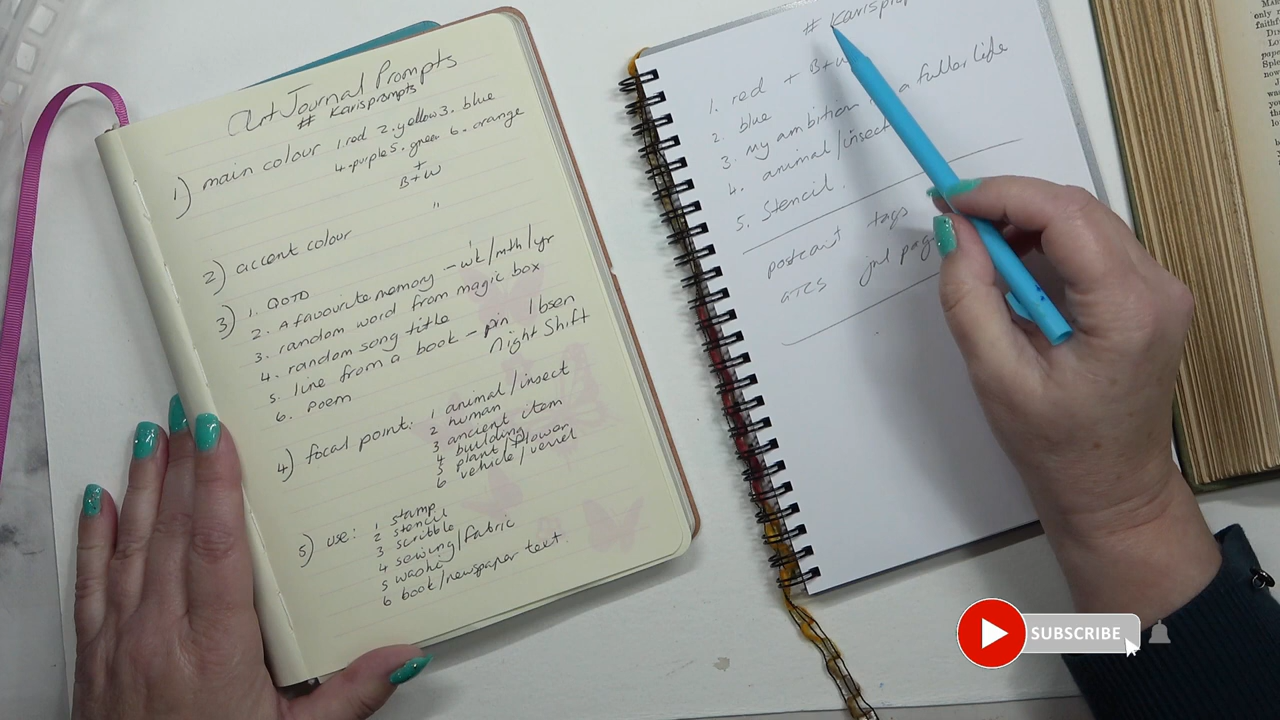 Art Journal Prompts
# Karisprompts
1) main colour 1. red 2. yellow 3. blue
4. purple 5. green 6. orange
+
B+W
2) accent colour "
3) 1. QOTD
2. A favourite memory - wk/mth/yr
3. random word from magic box
4. random song title
5. line from a book - pin Ibsen
Night Shift
6. Poem
4) focal point: 1 animal/insect
2 human
3 ancient item
4 building
5 plant/flower
6 vehicle/vessel
5) use: 1 stamp
2 stencil
3 scribble
4 sewing/fabric
5 washi
6 book/newspaper text
# Karisprop
1. red + B+W
2. blue
3. my ambition is a fuller life
4. animal/insect
5. Stencil.
postcard tags
ATCS jnl pag
SUBSCRIBE